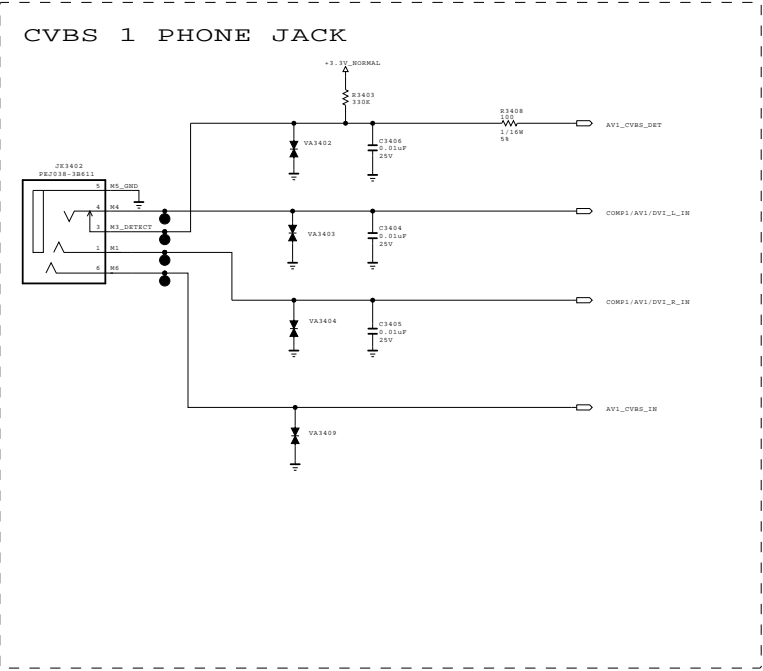 CVBS 1 PHONE JACK
+3.3V_NORMAL
R3403
330K
R3408
100
1/16W
5%
AV1_CVBS_DET
VA3402
C3406
0.01uF
25V
JK3402
PEJ038-3B611
5 M5_GND
4 M4
3 M3_DETECT
1 M1
6 M6
COMP1/AV1/DVI_L_IN
VA3403
C3404
0.01uF
25V
COMP1/AV1/DVI_R_IN
VA3404
C3405
0.01uF
25V
AV1_CVBS_IN
VA3409